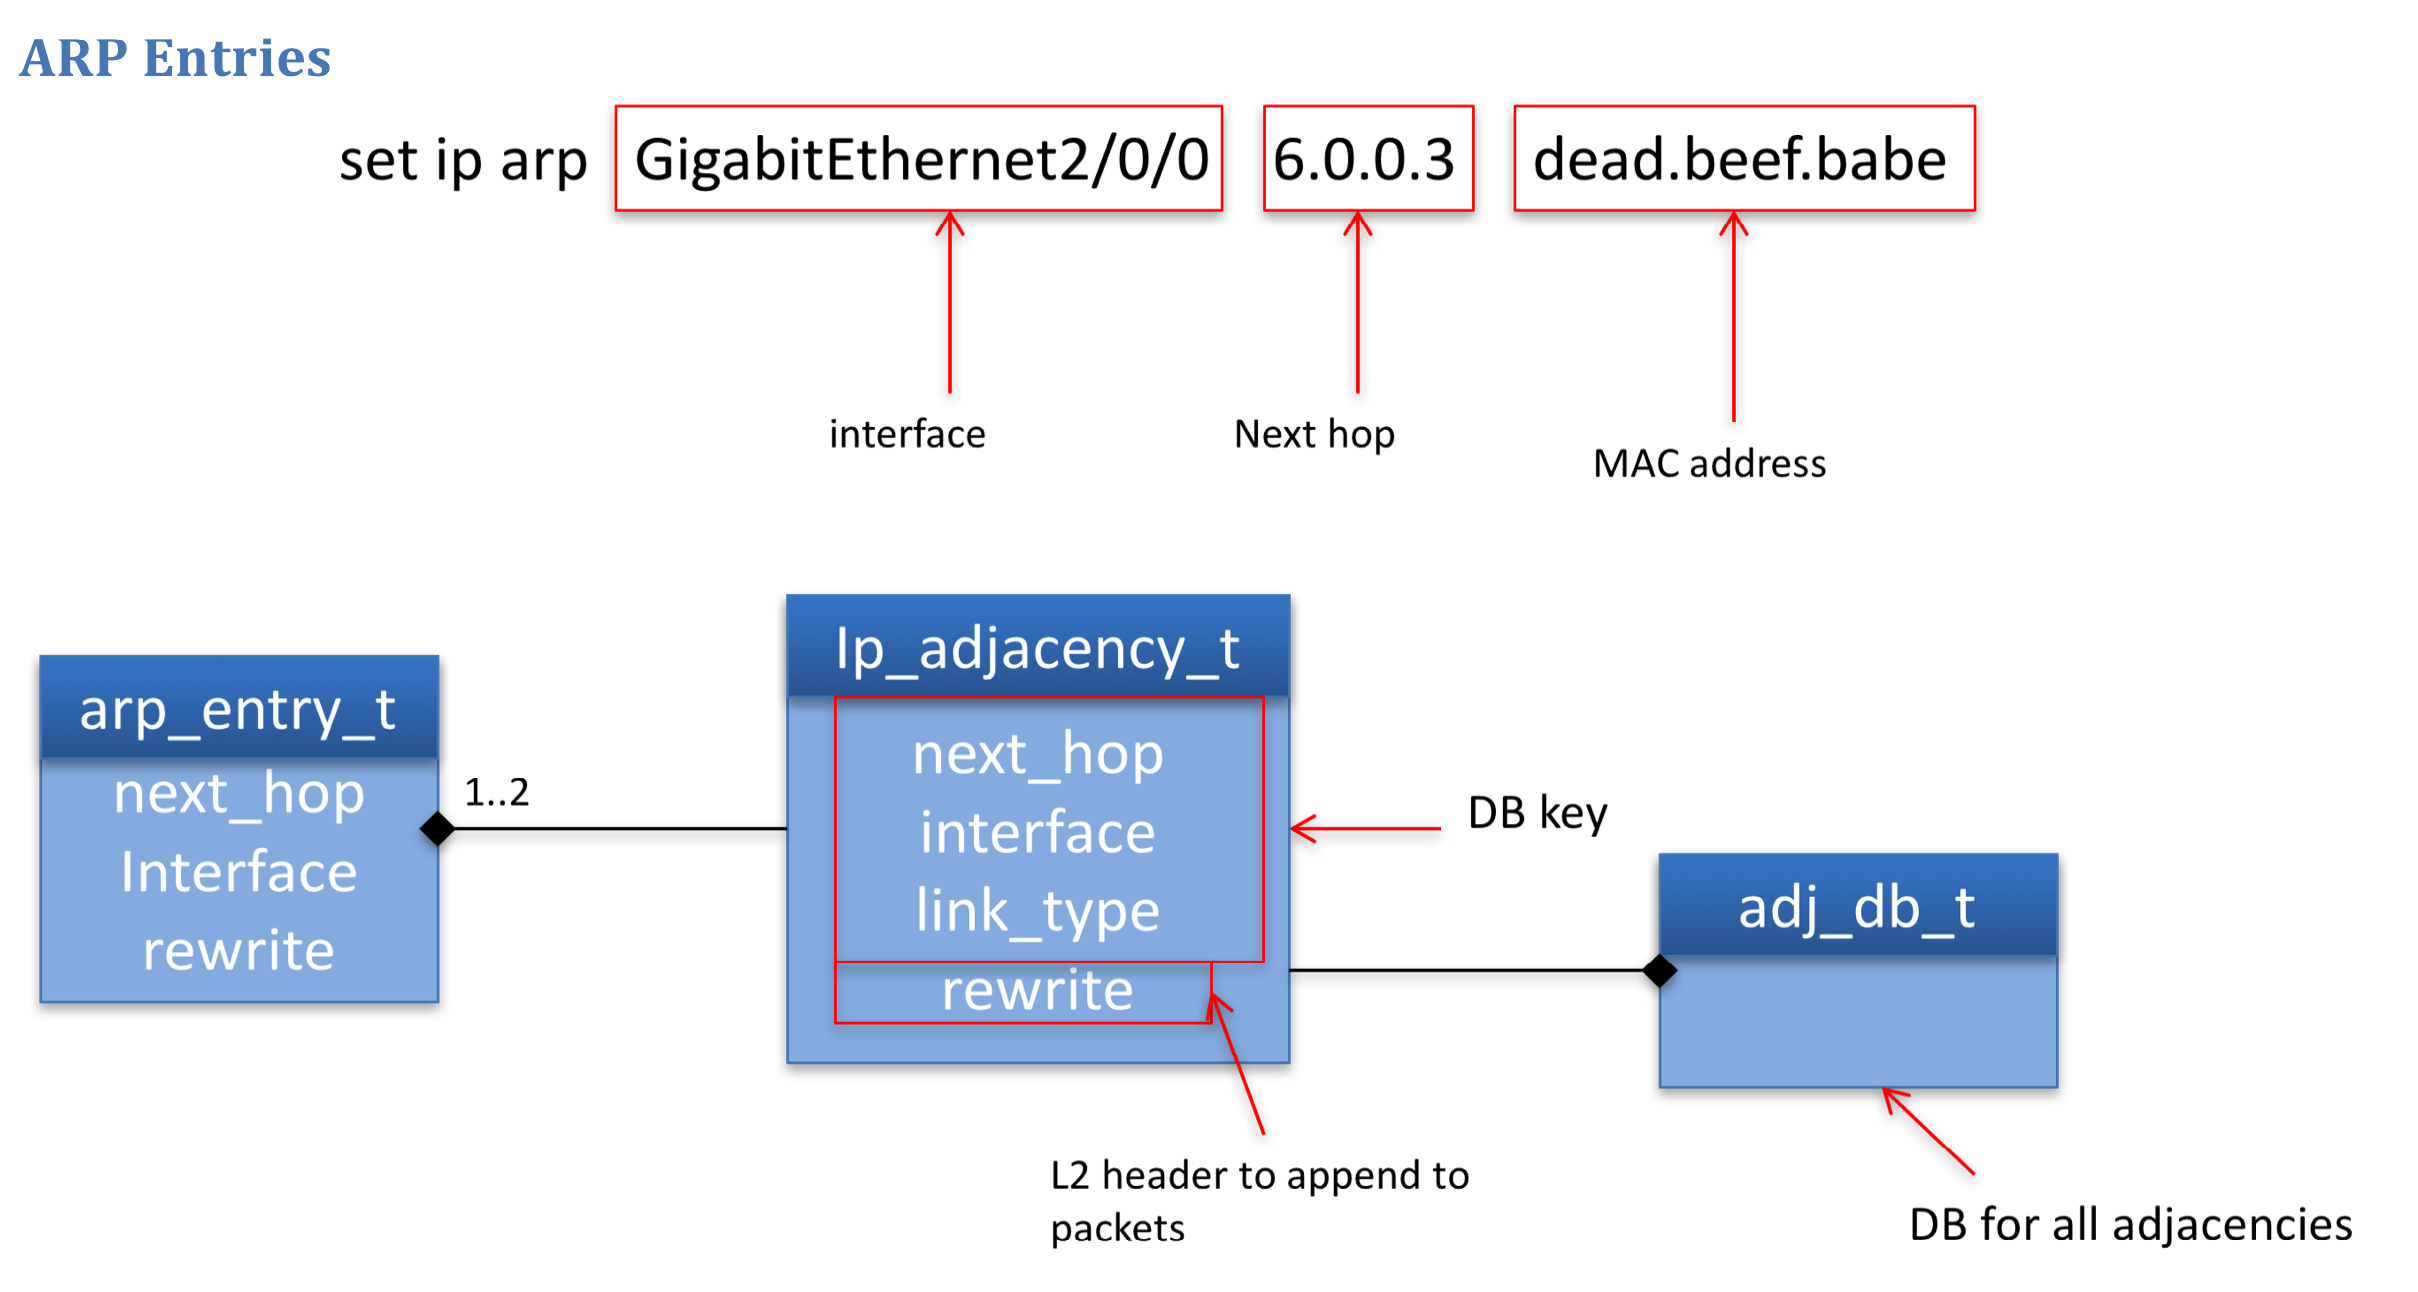 ARP Entries
set ip arp GigabitEthernet2/0/0 6.0.0.3 dead.beef.babe
interface
Next hop
MAC address
arp_entry_t
next_hop
Interface
rewrite
1..2
Ip_adjacency_t
next_hop
interface
link_type
rewrite
DB key
adj_db_t
L2 header to append to
packets
DB for all adjacencies